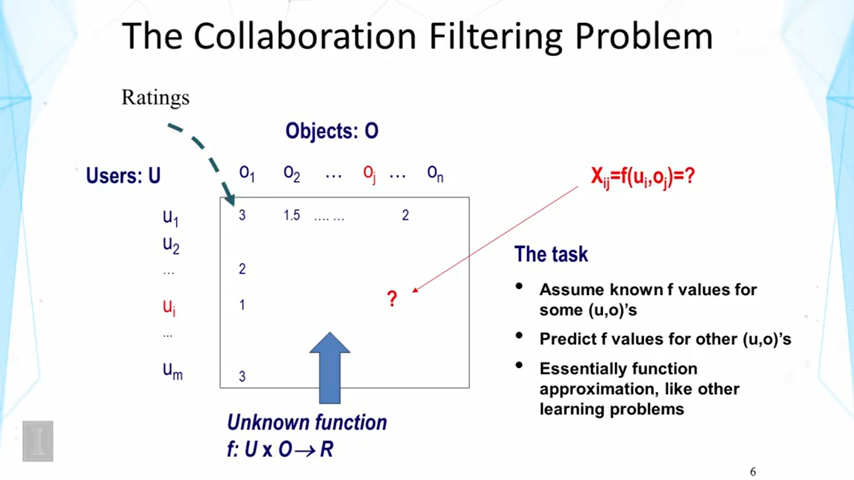 The Collaboration Filtering Problem
Ratings
Objects: O
Users: U
o1 o2 … oj … on
Xij=f(ui,oj)=?
u1 3 1.5 ........ 2
u2
… 2
ui 1 ?
...
um 3
The task
• Assume known f values for
some (u,o)'s
• Predict f values for other (u,o)'s
• Essentially function
approximation, like other
learning problems
Unknown function
f: U x O→ R
I
6